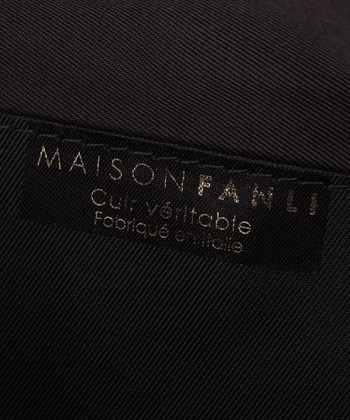 MAISON FANLI
Cuir véritable
Fabriqué en Italie